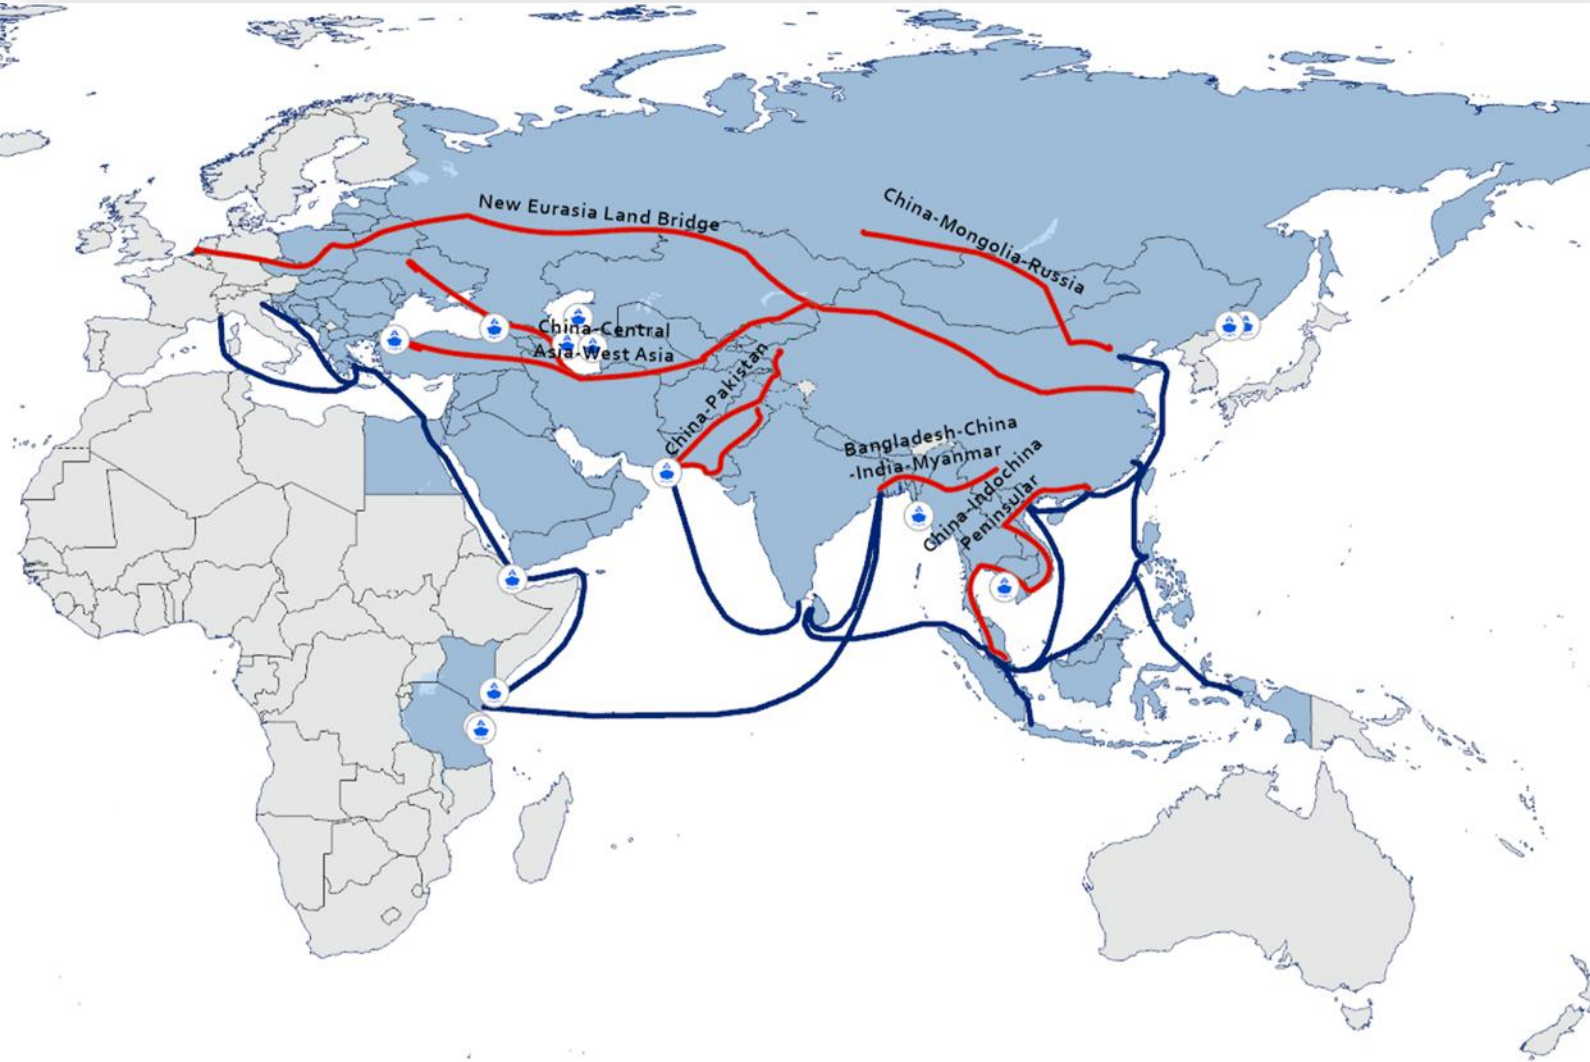 New Eurasia Land Bridge
China-Mongolia-Russia
China-Central
Asia-West Asia
China-Pakistan
Bangladesh-China
-India-Myanmar
China-Indochina
Peninsular